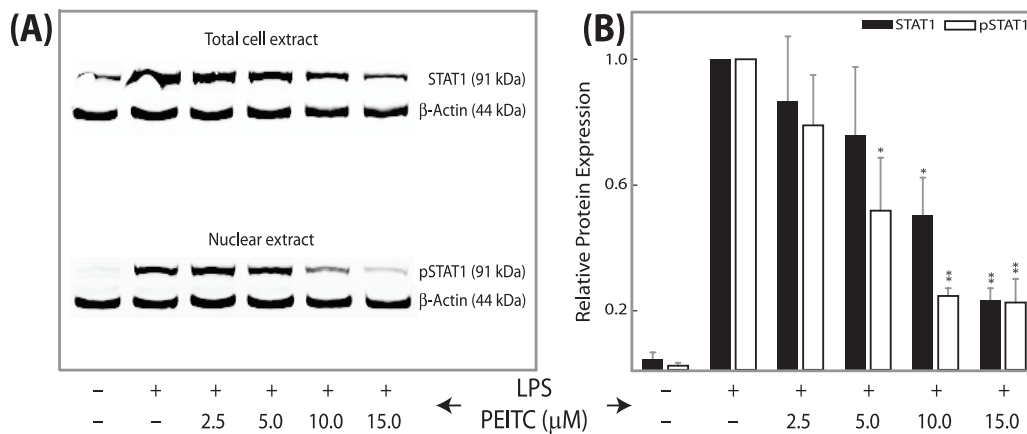 (A)
Total cell extract
STAT1 (91 kDa)
β-Actin (44 kDa)
Nuclear extract
pSTAT1 (91 kDa)
β-Actin (44 kDa)
(B)
STAT1 pSTAT1
Relative Protein Expression
1.0
0.6
0.2
*
*
**
**
**
– + + + + + LPS – + + + + +
– – 2.5 5.0 10.0 15.0 PEITC (μM) – – 2.5 5.0 10.0 15.0